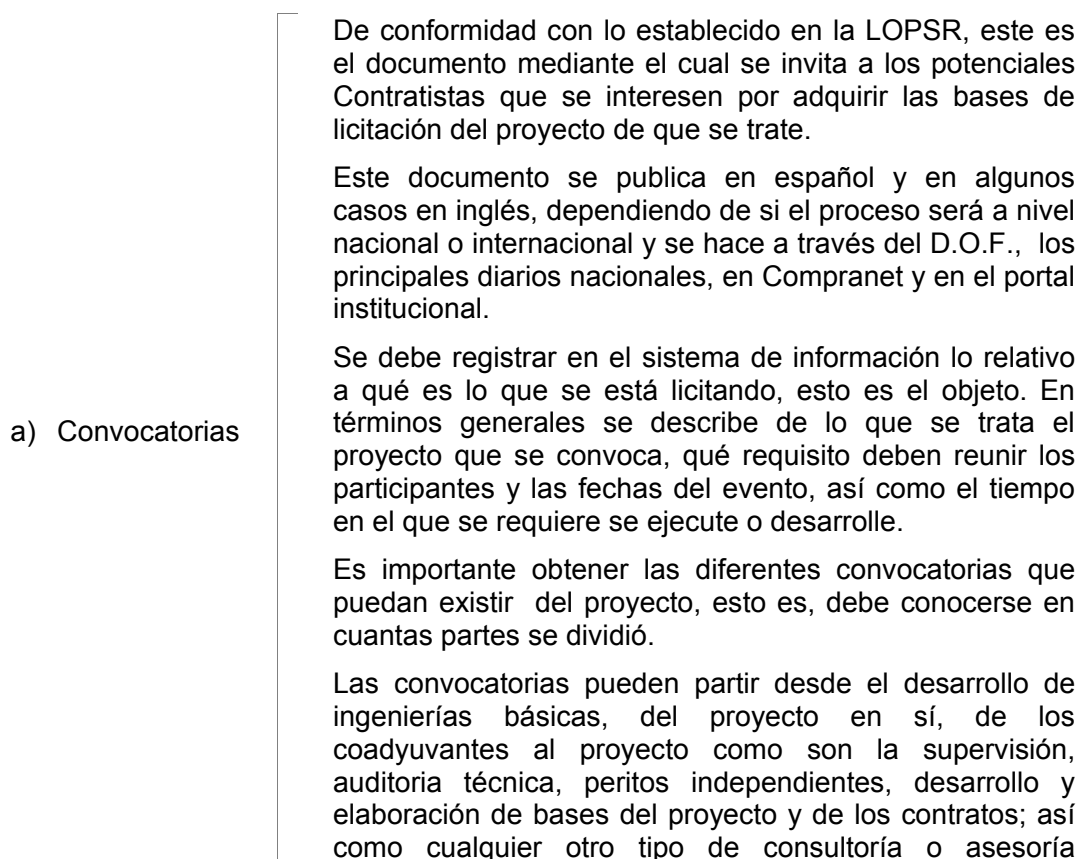 De conformidad con lo establecido en la LOPSR, este es
el documento mediante el cual se invita a los potenciales
Contratistas que se interesen por adquirir las bases de
licitación del proyecto de que se trate.
Este documento se publica en español y en algunos
casos en inglés, dependiendo de si el proceso será a nivel
nacional o internacional y se hace a través del D.O.F., los
principales diarios nacionales, en Compranet y en el portal
institucional.
Se debe registrar en el sistema de información lo relativo
a qué es lo que se está licitando, esto es el objeto. En
a) Convocatorias
términos generales se describe de lo que se trata el
proyecto que se convoca, qué requisito deben reunir los
participantes y las fechas del evento, así como el tiempo
en el que se requiere se ejecute o desarrolle.
Es importante obtener las diferentes convocatorias que
puedan existir del proyecto, esto es, debe conocerse en
cuantas partes se dividió.
Las convocatorias pueden partir desde el desarrollo de
ingenierías básicas, del proyecto en sí, de los
coadyuvantes al proyecto como son la supervisión,
auditoria técnica, peritos independientes, desarrollo y
elaboración de bases del proyecto y de los contratos; así
como cualquier otro tipo de consultoría o asesoría